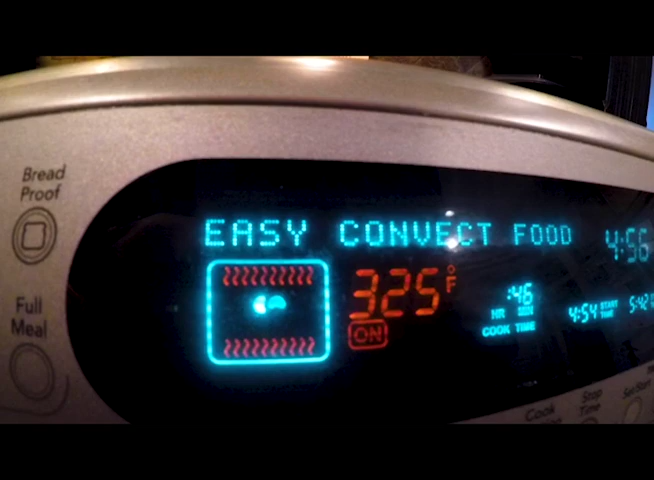 Bread
Proof
EASY CONVECT FOOD
4:56
325°F
ON
:46
HR MIN
COOK TIME
4:54 START
TIME
5:42
Full
Meal
Cook
Stop
Time